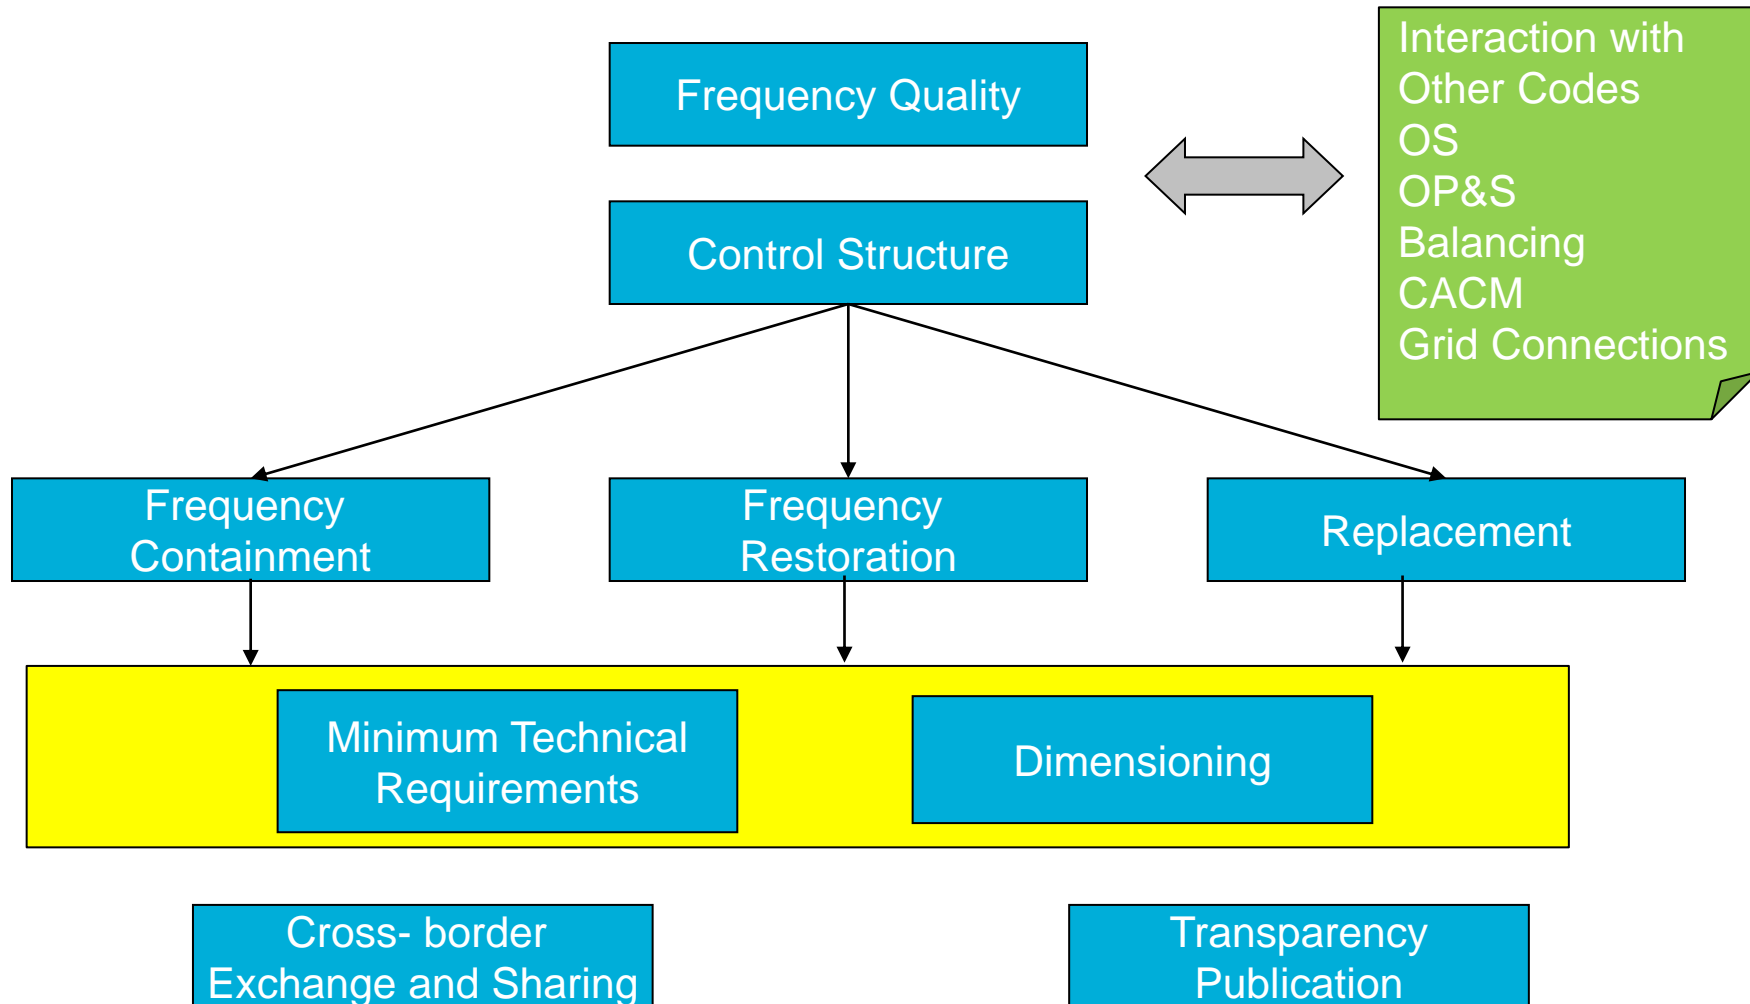 Frequency Quality
Control Structure
Interaction with
Other Codes
OS
OP&S
Balancing
CACM
Grid Connections
Frequency
Containment
Frequency
Restoration
Replacement
Minimum Technical
Requirements
Dimensioning
Cross- border
Exchange and Sharing
Transparency
Publication